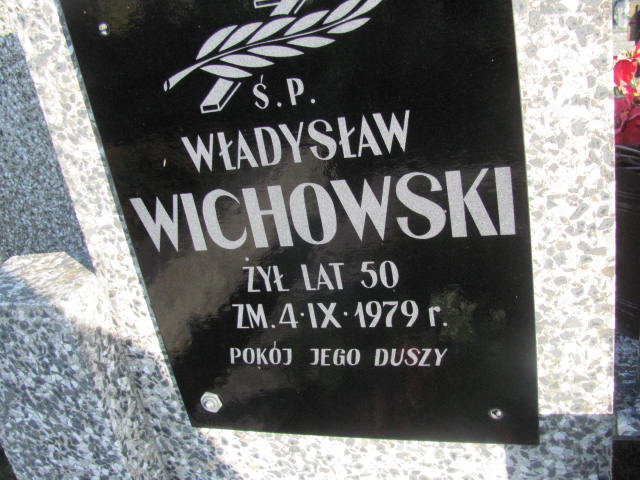 Ś.P.
WŁADYSŁAW
WICHOWSKI
ŻYŁ LAT 50
ZM. 4·IX·1979 r.
POKÓJ JEGO DUSZY